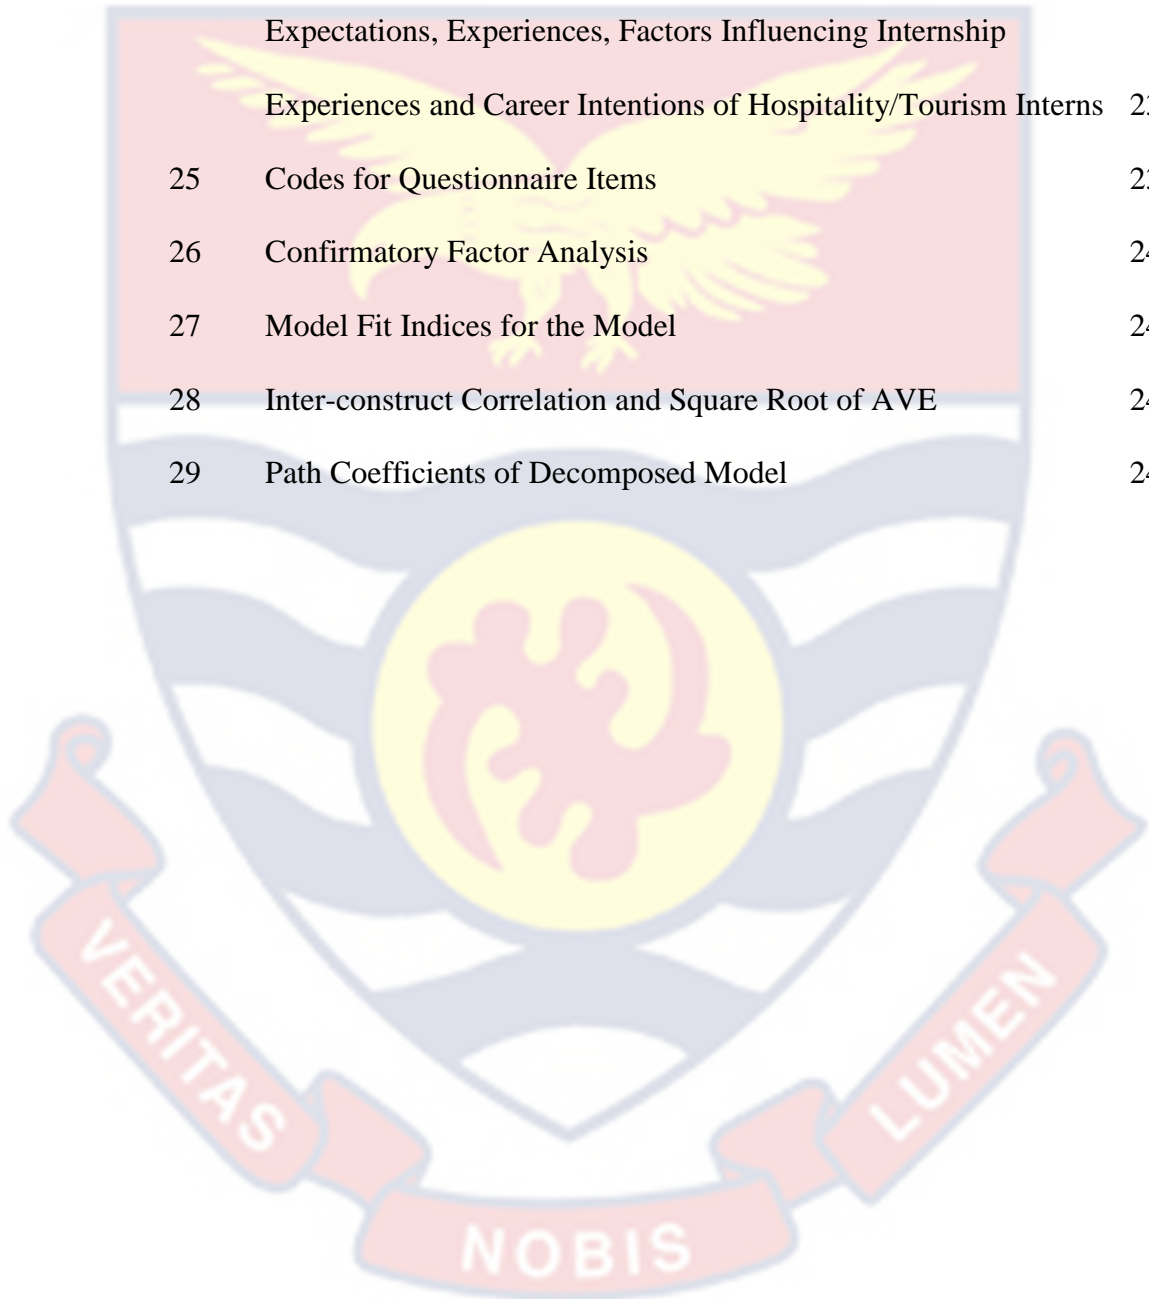 Expectations, Experiences, Factors Influencing Internship
Experiences and Career Intentions of Hospitality/Tourism Interns
25 Codes for Questionnaire Items
26 Confirmatory Factor Analysis
27 Model Fit Indices for the Model
28 Inter-construct Correlation and Square Root of AVE
29 Path Coefficients of Decomposed Model
VERITAS
NOBIS
LUMEN